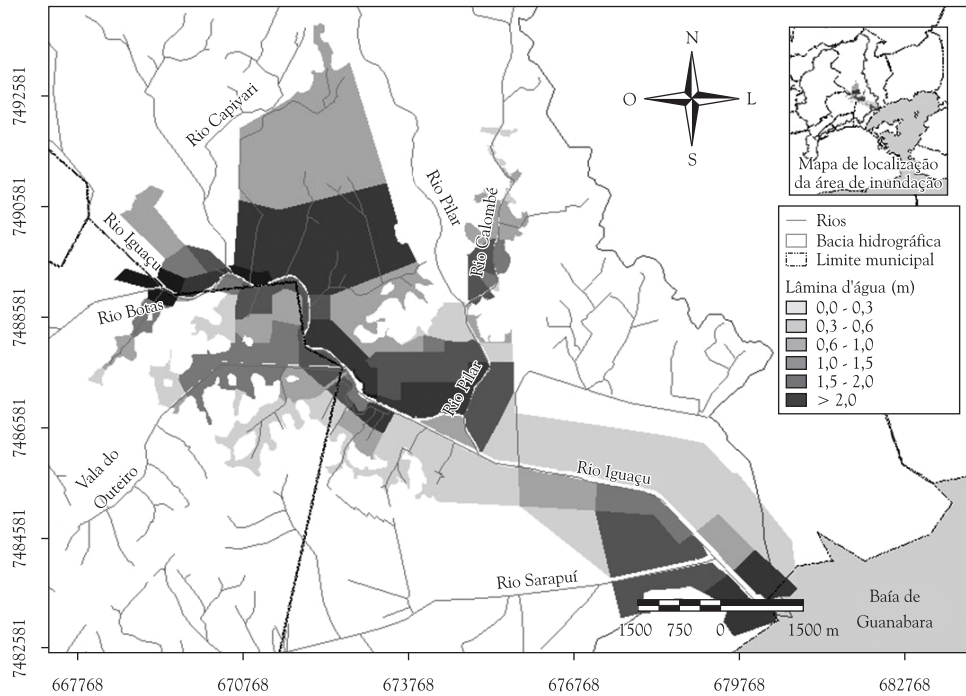 7492581
7490581
7488581
7486581
7484581
7482581
667768
670768
673768
676768
679768
682768
Rio Capivari
Rio Iguaçu
Rio Botas
Rio Pilar
Rio Calombé
Rio Pilar
Vala do
Outeiro
Rio Iguaçu
Rio Sarapuí
N
O
L
S
Mapa de localização
da área de inundação
Rios
Bacia hidrográfica
Limite municipal
Lâmina d'água (m)
0,0 - 0,3
0,3 - 0,6
0,6 - 1,0
1,0 - 1,5
1,5 - 2,0
> 2,0
1500 750 0 1500 m
Baía de
Guanabara